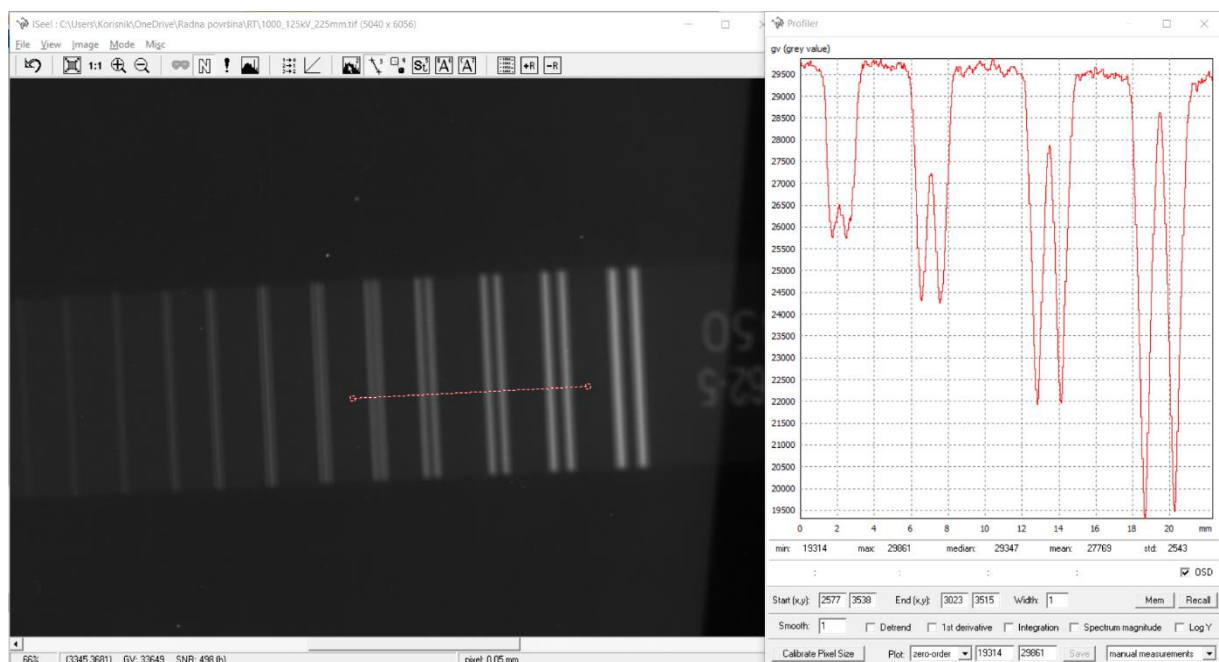 ISee! : C:\Users\Korisnik\OneDrive\Radna površina\RT\1000_125kV_225mm.tif (5040 x 6056)
File View Image Mode Misc
1:1
66% (3345,3681) GV: 33649 SNR: 498 (lh) pixel: 0.05 mm
Profiler
gv (grey value)
29500
29000
28500
28000
27500
27000
26500
26000
25500
25000
24500
24000
23500
23000
22500
22000
21500
21000
20500
20000
19500
0 2 4 6 8 10 12 14 16 18 20 mm
min: 19314 max: 29861 median: 29347 mean: 27769 std: 2543
: : : : OSD
Start (x,y): 2577 3538 End (x,y): 3023 3515 Width: 1 Mem Recall
Smooth: 1 Detrend 1st derivative Integration Spectrum magnitude Log Y
Calibrate Pixel Size Plot: zero-order 19314 29861 Save manual measurements